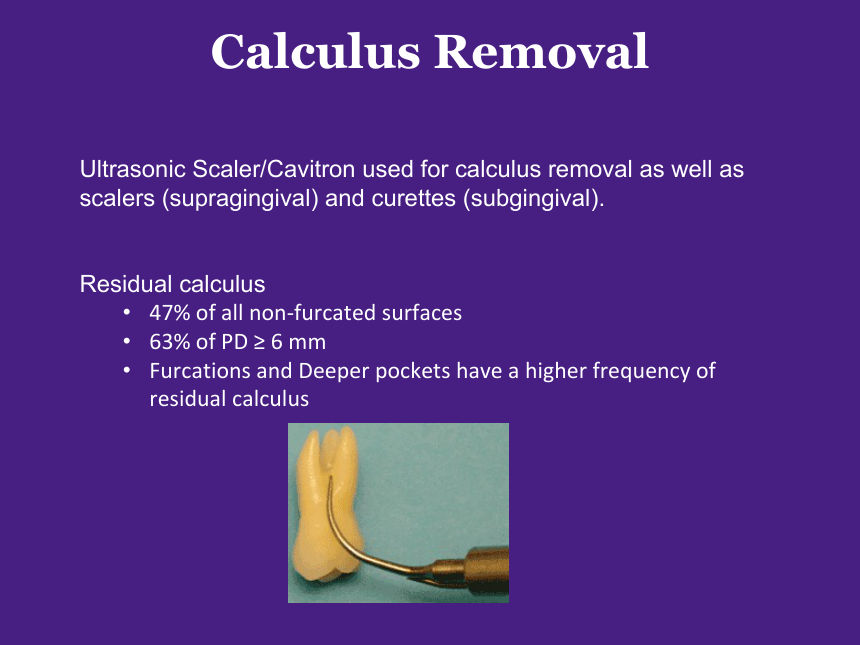 Calculus Removal
Ultrasonic Scaler/Cavitron used for calculus removal as well as
scalers (supragingival) and curettes (subgingival).
Residual calculus
• 47% of all non-furcated surfaces
• 63% of PD ≥ 6 mm
• Furcations and Deeper pockets have a higher frequency of
residual calculus